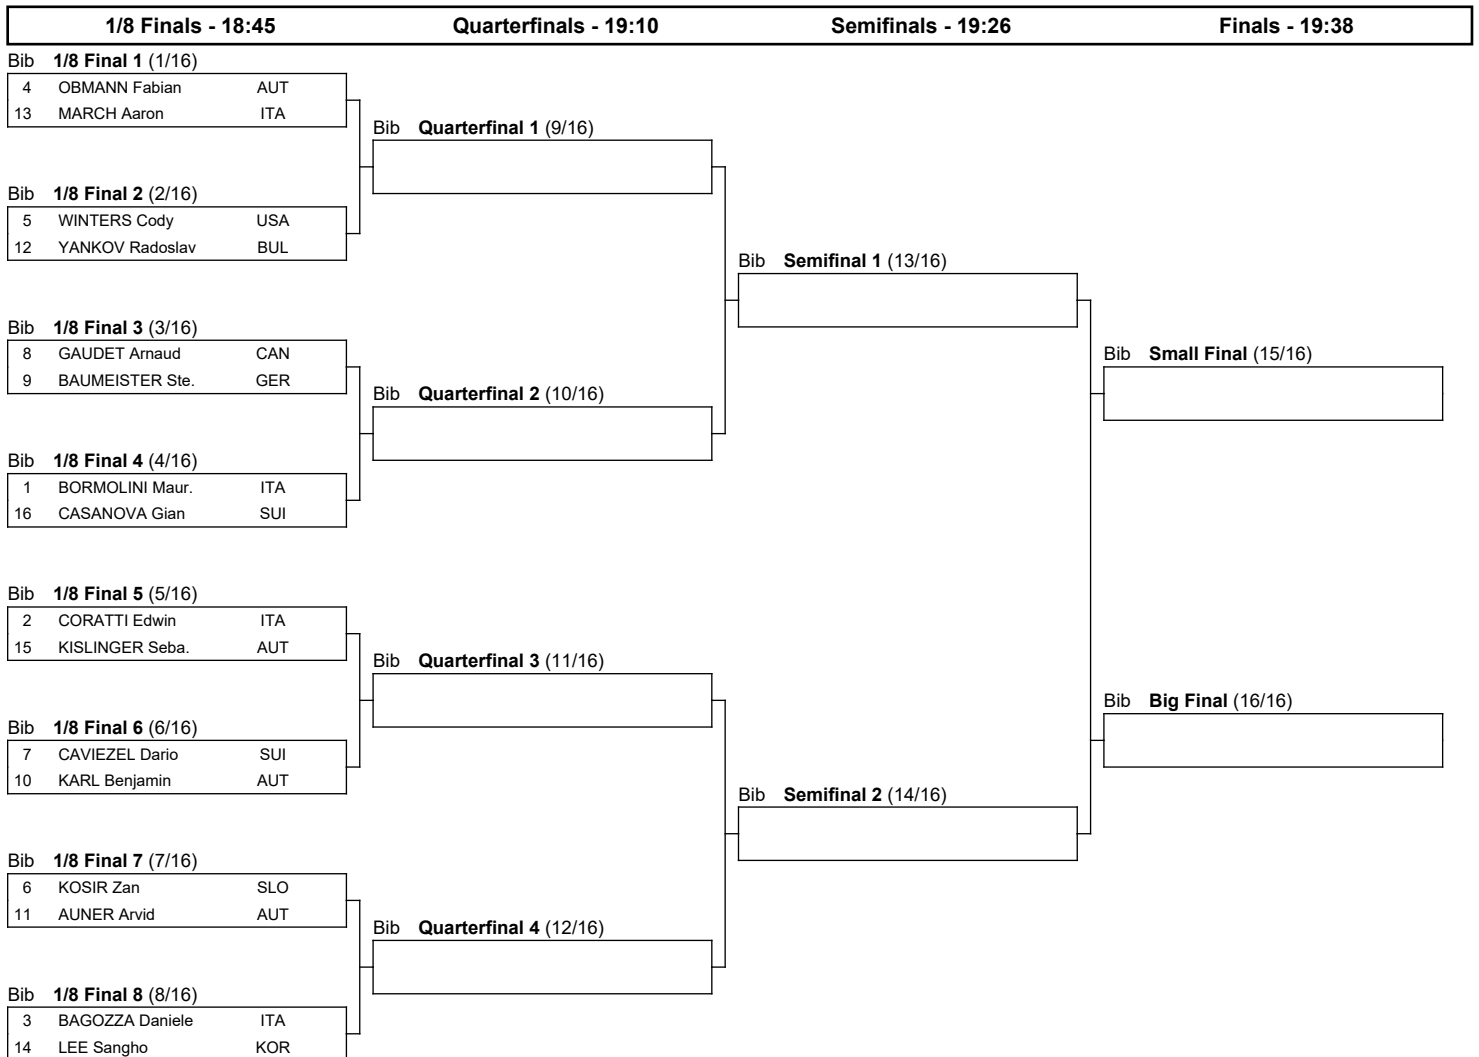 1/8 Finals - 18:45 Quarterfinals - 19:10 Semifinals - 19:26 Finals - 19:38
Bib 1/8 Final 1 (1/16)
4 OBMANN Fabian AUT
13 MARCH Aaron ITA
Bib Quarterfinal 1 (9/16)
Bib 1/8 Final 2 (2/16)
5 WINTERS Cody USA
12 YANKOV Radoslav BUL
Bib Semifinal 1 (13/16)
Bib 1/8 Final 3 (3/16)
8 GAUDET Arnaud CAN
9 BAUMEISTER Ste. GER
Bib Small Final (15/16)
Bib Quarterfinal 2 (10/16)
Bib 1/8 Final 4 (4/16)
1 BORMOLINI Maur. ITA
16 CASANOVA Gian SUI
Bib 1/8 Final 5 (5/16)
2 CORATTI Edwin ITA
15 KISLINGER Seba. AUT
Bib Quarterfinal 3 (11/16)
Bib Big Final (16/16)
Bib 1/8 Final 6 (6/16)
7 CAVIEZEL Dario SUI
10 KARL Benjamin AUT
Bib Semifinal 2 (14/16)
Bib 1/8 Final 7 (7/16)
6 KOSIR Zan SLO
11 AUNER Arvid AUT
Bib Quarterfinal 4 (12/16)
Bib 1/8 Final 8 (8/16)
3 BAGOZZA Daniele ITA
14 LEE Sangho KOR